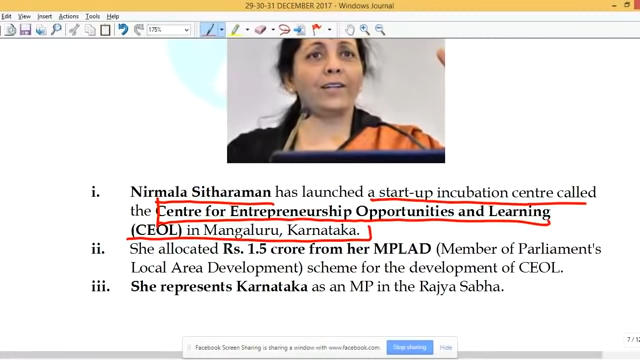 29-30-31 DECEMBER 2017 - Windows Journal
Actions Tools Help
175%
i. Nirmala Sitharaman has launched a start-up incubation centre called
the Centre for Entrepreneurship Opportunities and Learning
(CEOL) in Mangaluru, Karnataka.
ii. She allocated Rs. 1.5 crore from her MPLAD (Member of Parliament's
Local Area Development) scheme for the development of CEOL.
iii. She represents Karnataka as an MP in the Rajya Sabha.
7 / 12
Facebook Screen Sharing is sharing a window with www.facebook.com. Stop sharing Hide